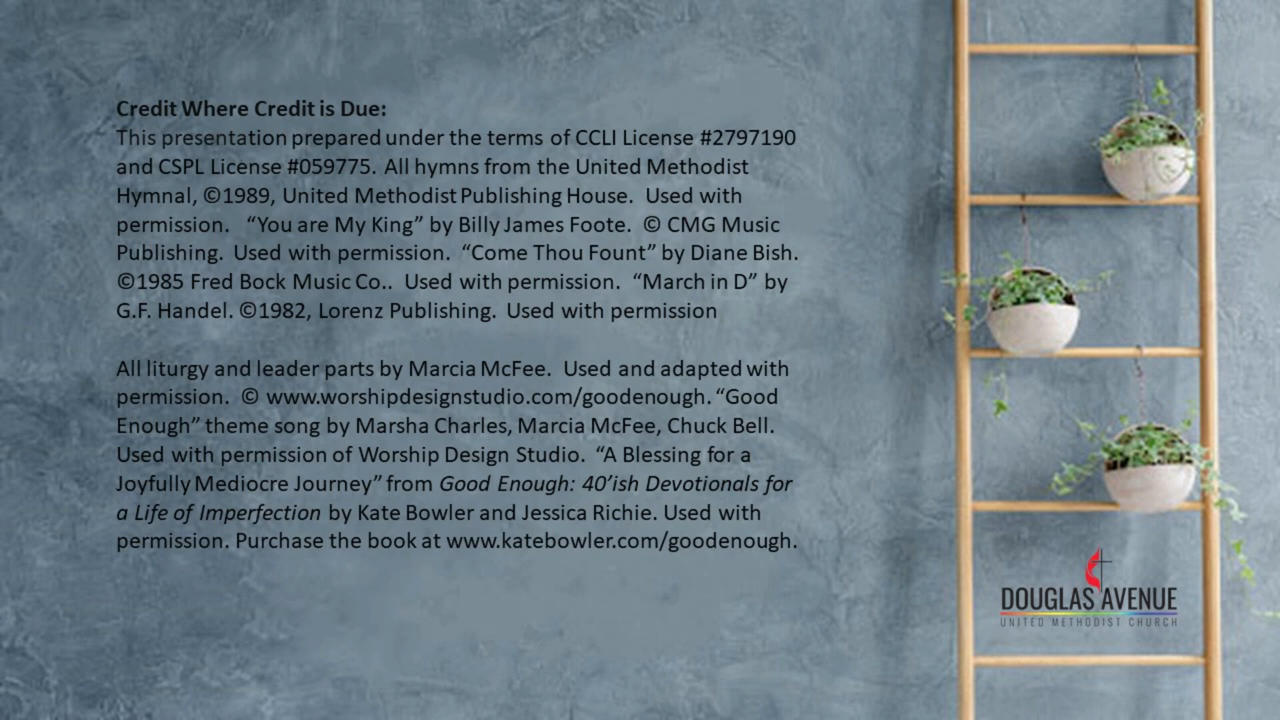 Credit Where Credit is Due:
This presentation prepared under the terms of CCLI License #2797190
and CSPL License #059775. All hymns from the United Methodist
Hymnal, ©1989, United Methodist Publishing House. Used with
permission. “You are My King” by Billy James Foote. © CMG Music
Publishing. Used with permission. “Come Thou Fount” by Diane Bish.
©1985 Fred Bock Music Co.. Used with permission. “March in D” by
G.F. Handel. ©1982, Lorenz Publishing. Used with permission
All liturgy and leader parts by Marcia McFee. Used and adapted with
permission. © www.worshipdesignstudio.com/goodenough. “Good
Enough” theme song by Marsha Charles, Marcia McFee, Chuck Bell.
Used with permission of Worship Design Studio. “A Blessing for a
Joyfully Mediocre Journey” from Good Enough: 40’ish Devotionals for
a Life of Imperfection by Kate Bowler and Jessica Richie. Used with
permission. Purchase the book at www.katebowler.com/goodenough.
DOUGLAS AVENUE
UNITED METHODIST CHURCH